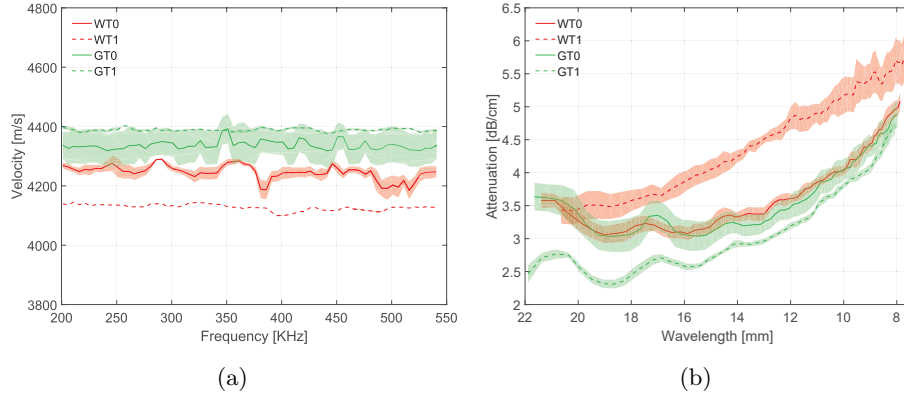 4800
4600
4400
4200
4000
3800
Velocity [m/s]
WT0
WT1
GT0
GT1
200 250 300 350 400 450 500 550
Frequency [KHz]
(a)
6.5
6
5.5
5
4.5
4
3.5
3
2.5
2
Attenuation [dB/cm]
WT0
WT1
GT0
GT1
22 20 18 16 14 12 10 8
Wavelength [mm]
(b)